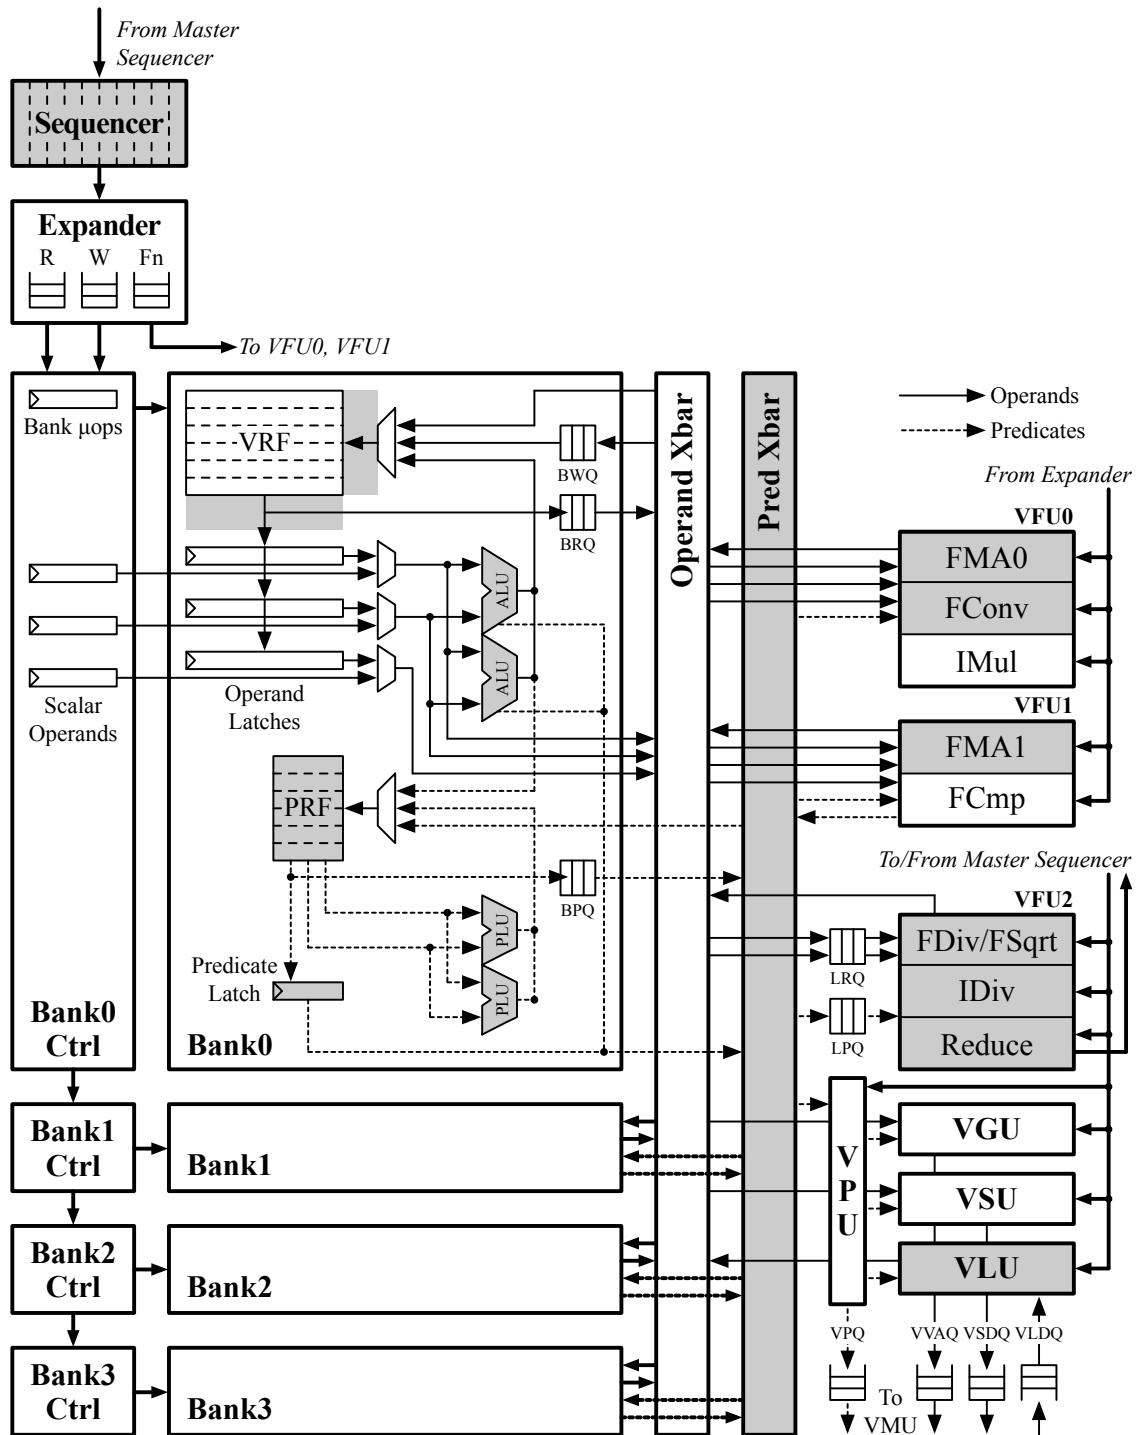 From Master
Sequencer
Sequencer
Expander
R W Fn
To VFU0, VFU1
Bank µops
VRF
BWQ
BRQ
Operand Xbar
Pred Xbar
Operands
Predicates
From Expander
VFU0
FMA0
FConv
IMul
VFU1
FMA1
FCmp
ALU
ALU
Scalar
Operands
Operand
Latches
PRF
BPQ
PLU
PLU
Predicate
Latch
Bank0
Ctrl
Bank0
To/From Master Sequencer
VFU2
FDiv/FSqrt
IDiv
Reduce
LRQ
LPQ
Bank1
Ctrl
Bank1
VPU
VGU
VSU
VLU
Bank2
Ctrl
Bank2
VPQ VVAQ VSDQ VLDQ
Bank3
Ctrl
Bank3
To
VMU